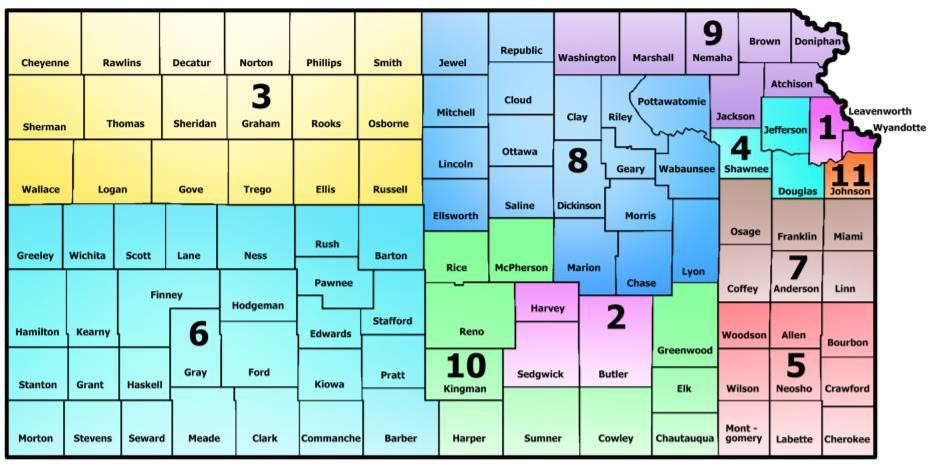 Cheyenne Rawlins Decatur Norton Phillips Smith Jewel Republic Washington Marshall 9 Nemaha Brown Doniphan
Atchison
Leavenworth
Wyandotte
Sherman Thomas Sheridan 3 Graham Rooks Osborne Mitchell Cloud Clay Riley Pottawatomie Jackson Jefferson 1
Wallace Logan Gove Trego Ellis Russell Lincoln Ottawa 8 Dickinson Geary Wabaunsee 4 Shawnee Douglas 11 Johnson
Ellsworth Saline Morris
Greeley Wichita Scott Lane Ness Rush Barton Rice McPherson Marion Chase Lyon Osage Franklin Miami
Pawnee
Hamilton Kearny Finney Hodgeman Edwards Stafford Reno Harvey 2 Butler Greenwood Coffey 7 Anderson Linn
6 Gray
Woodson Allen Bourbon
Stanton Grant Haskell Ford Kiowa Pratt 10 Kingman Sedgwick Elk Wilson 5 Neosho Crawford
Morton Stevens Seward Meade Clark Commanche Barber Harper Sumner Cowley Chautauqua Mont -
gomery Labette Cherokee